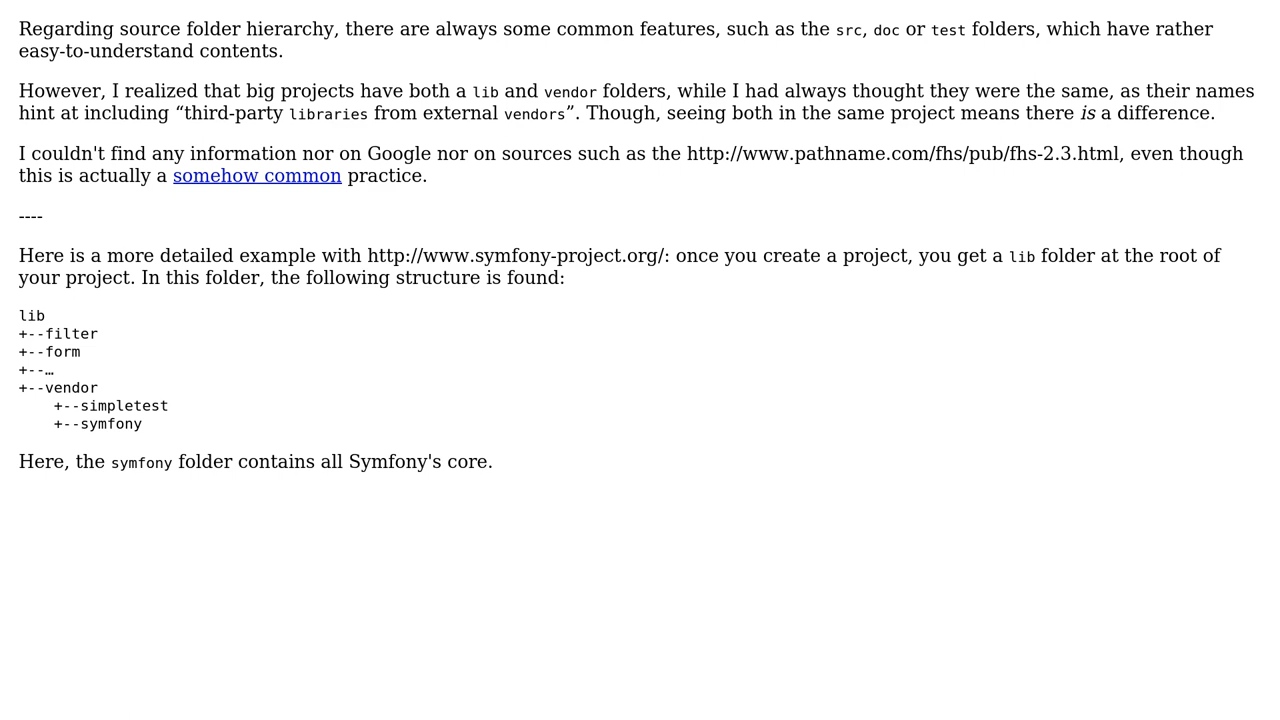 Regarding source folder hierarchy, there are always some common features, such as the src, doc or test folders, which have rather
easy-to-understand contents.
However, I realized that big projects have both a lib and vendor folders, while I had always thought they were the same, as their names
hint at including “third-party libraries from external vendors”. Though, seeing both in the same project means there is a difference.
I couldn't find any information nor on Google nor on sources such as the http://www.pathname.com/fhs/pub/fhs-2.3.html, even though
this is actually a somehow common practice.
----
Here is a more detailed example with http://www.symfony-project.org/: once you create a project, you get a lib folder at the root of
your project. In this folder, the following structure is found:
lib
+--filter
+--form
+--…
+--vendor
    +--simpletest
    +--symfony
Here, the symfony folder contains all Symfony's core.